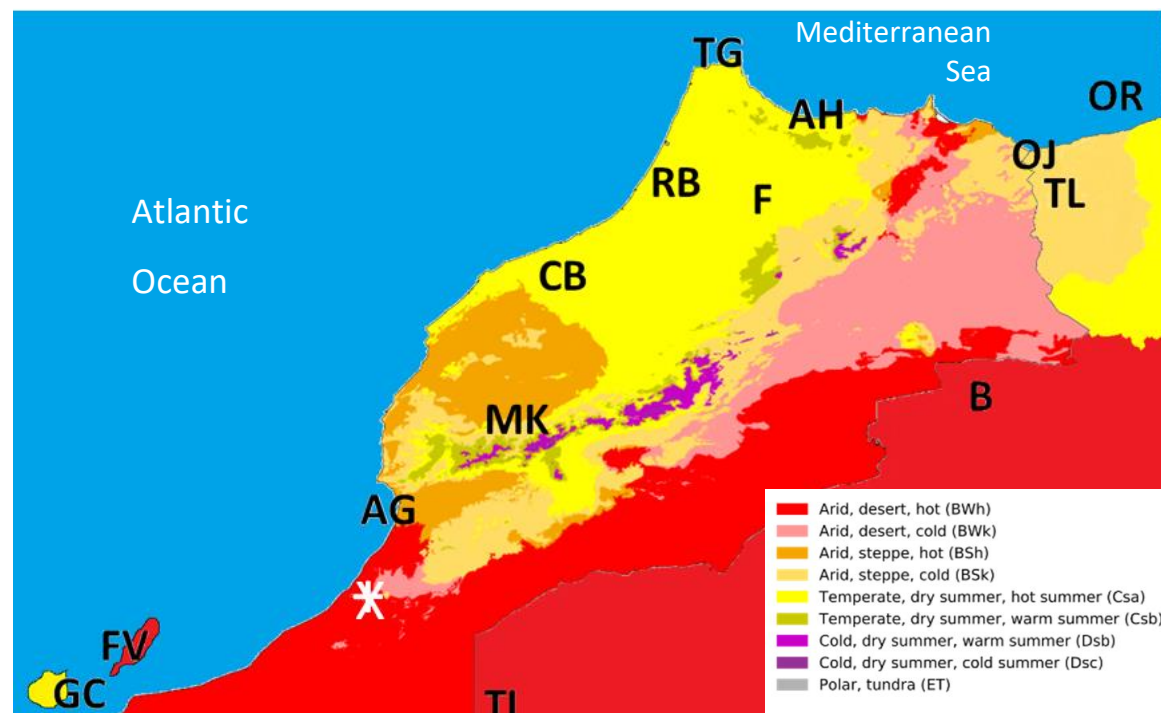 Mediterranean
Sea
TG
OR
AH
OJ
RB
F
TL
Atlantic
Ocean
CB
B
MK
AG
FV
GC
Arid, desert, hot (BWh)
Arid, desert, cold (BWk)
Arid, steppe, hot (BSh)
Arid, steppe, cold (BSk)
Temperate, dry summer, hot summer (Csa)
Temperate, dry summer, warm summer (Csb)
Cold, dry summer, warm summer (Dsb)
Cold, dry summer, cold summer (Dsc)
Polar, tundra (ET)